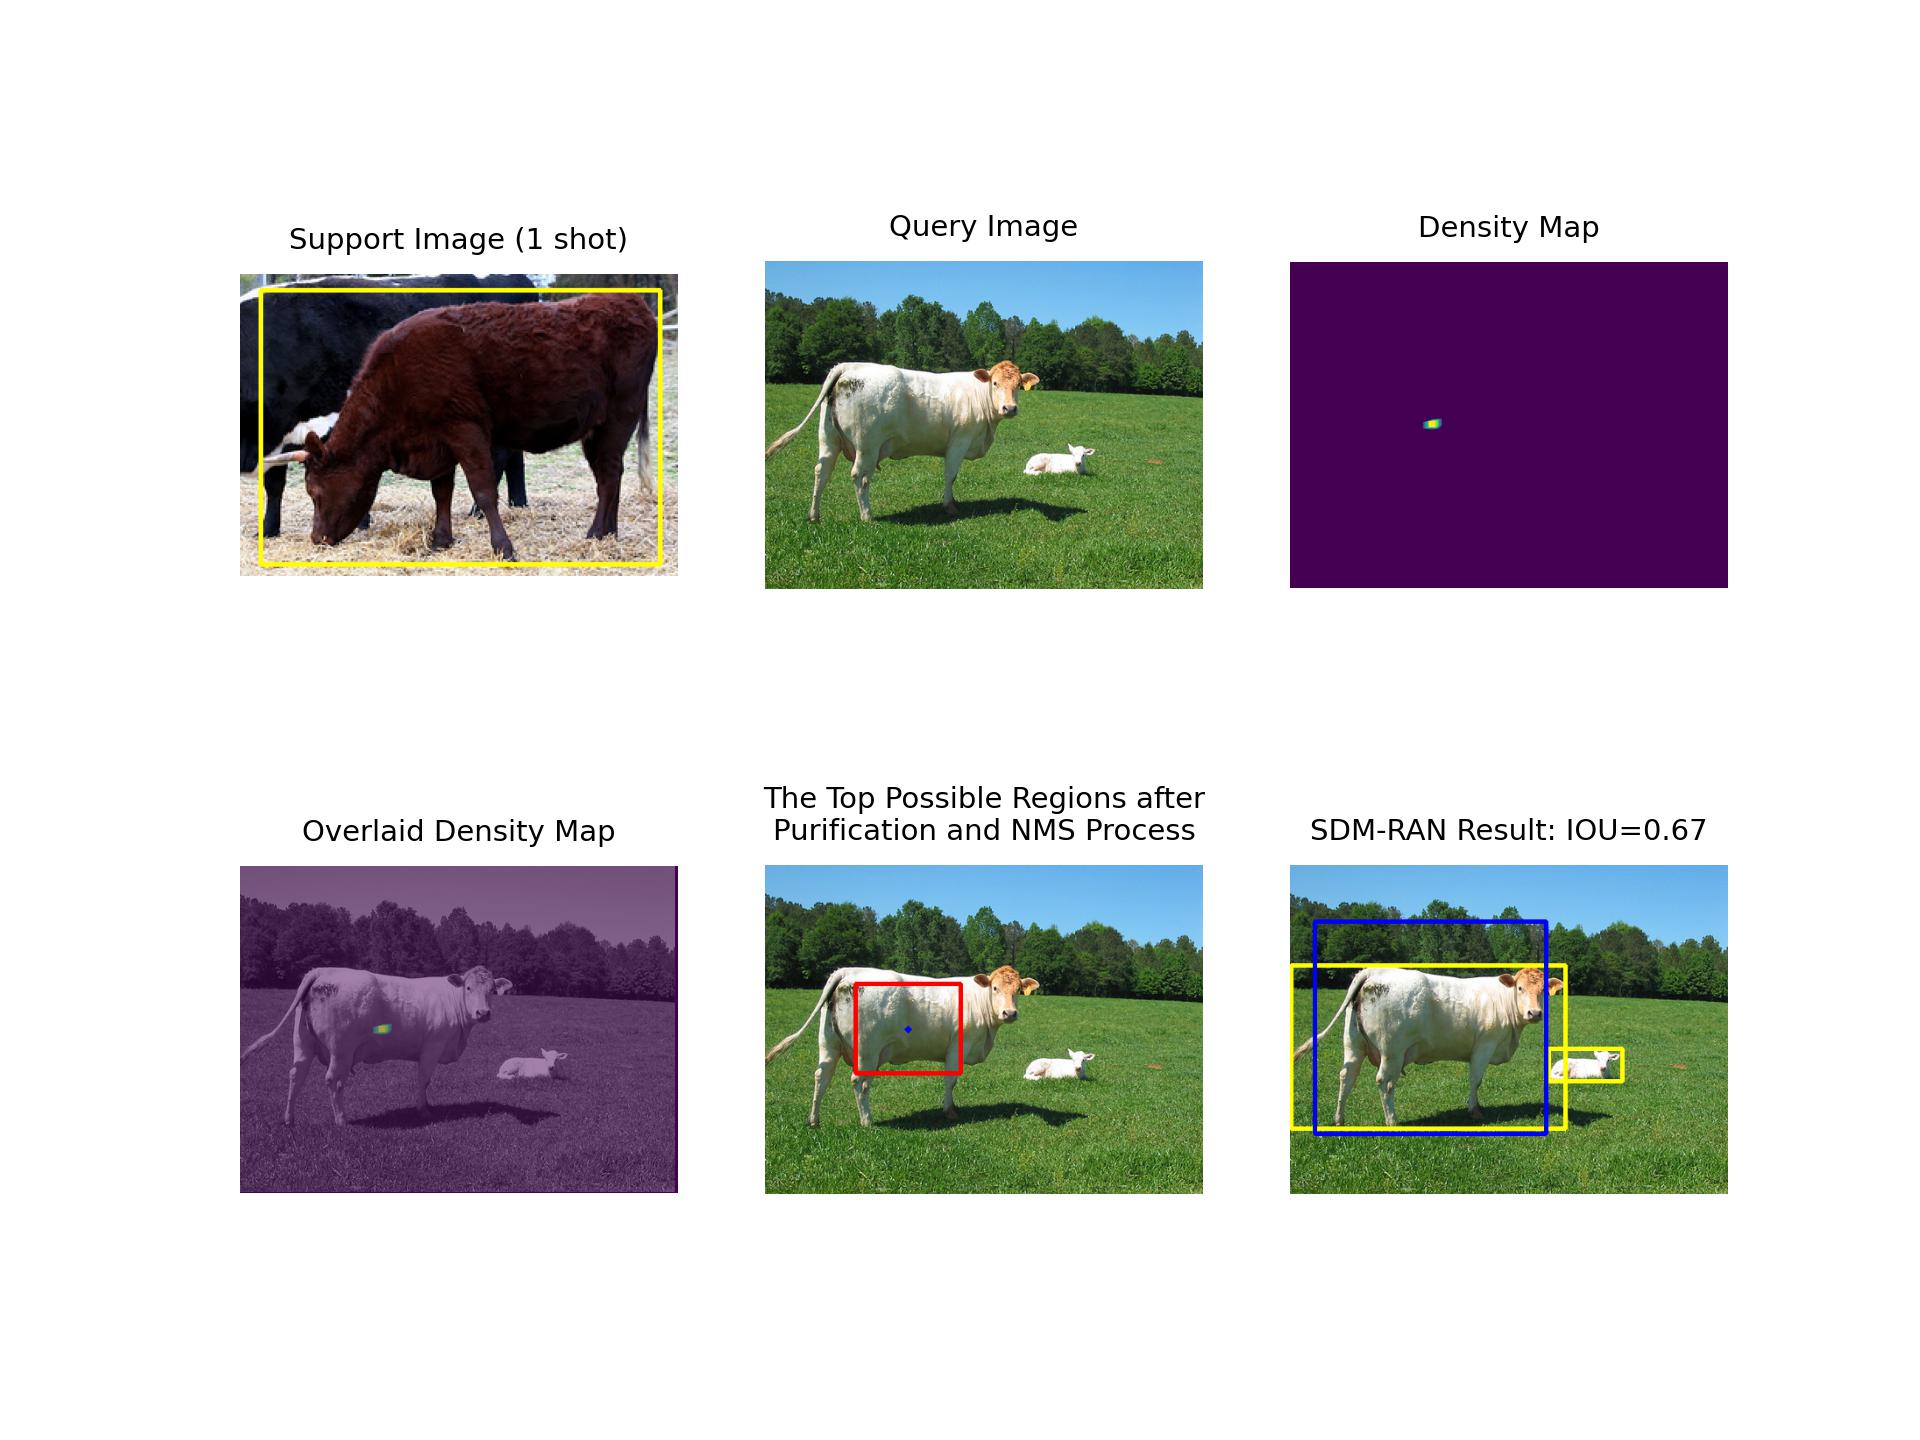 Support Image (1 shot)
Query Image
Density Map
Overlaid Density Map
The Top Possible Regions after
Purification and NMS Process
SDM-RAN Result: IOU=0.67